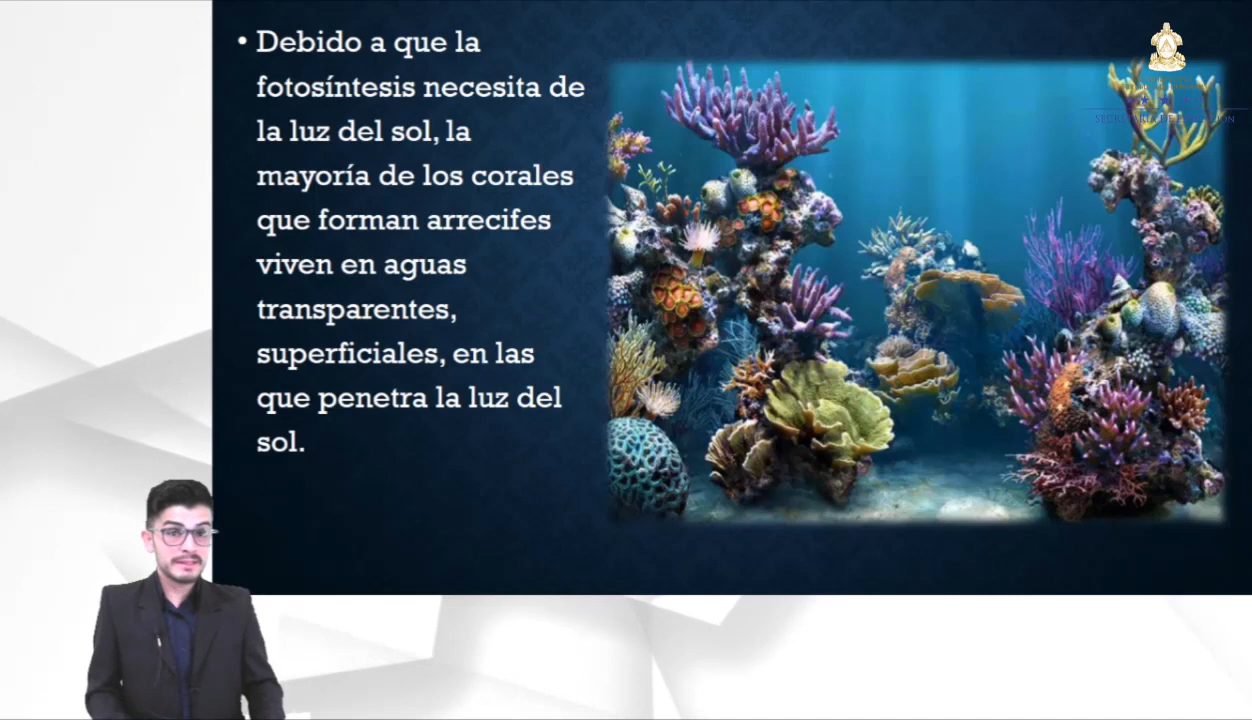 • Debido a que la
fotosíntesis necesita de
la luz del sol, la
mayoría de los corales
que forman arrecifes
viven en aguas
transparentes,
superficiales, en las
que penetra la luz del
sol.